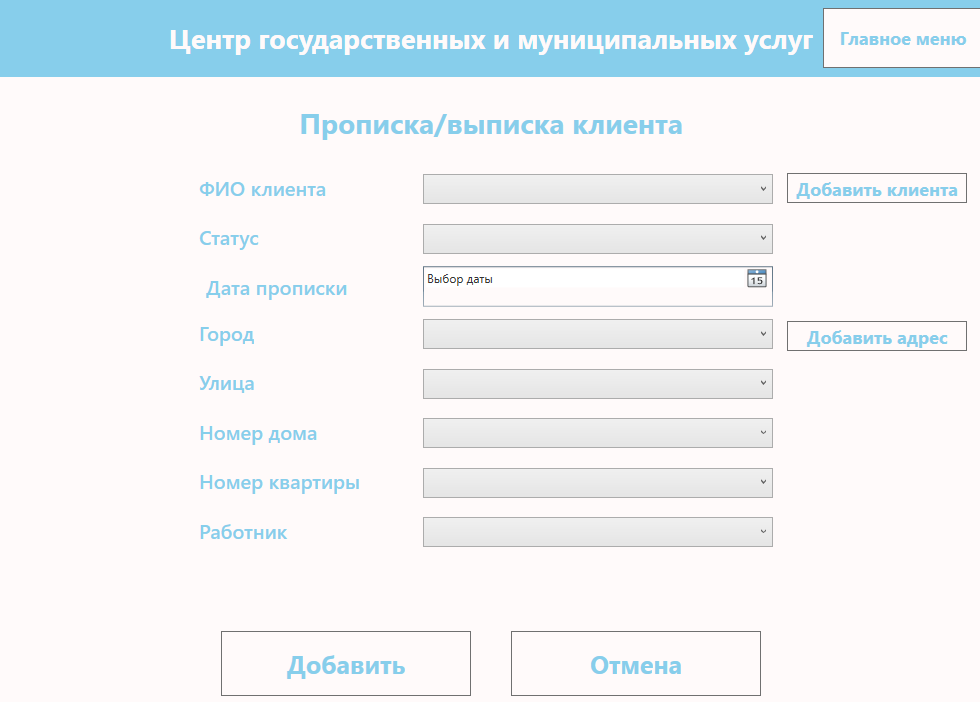 Центр государственных и муниципальных услуг
Главное меню
Прописка/выписка клиента
ФИО клиента
Добавить клиента
Статус
Дата прописки
Выбор даты
15
Город
Добавить адрес
Улица
Номер дома
Номер квартиры
Работник
Добавить
Отмена